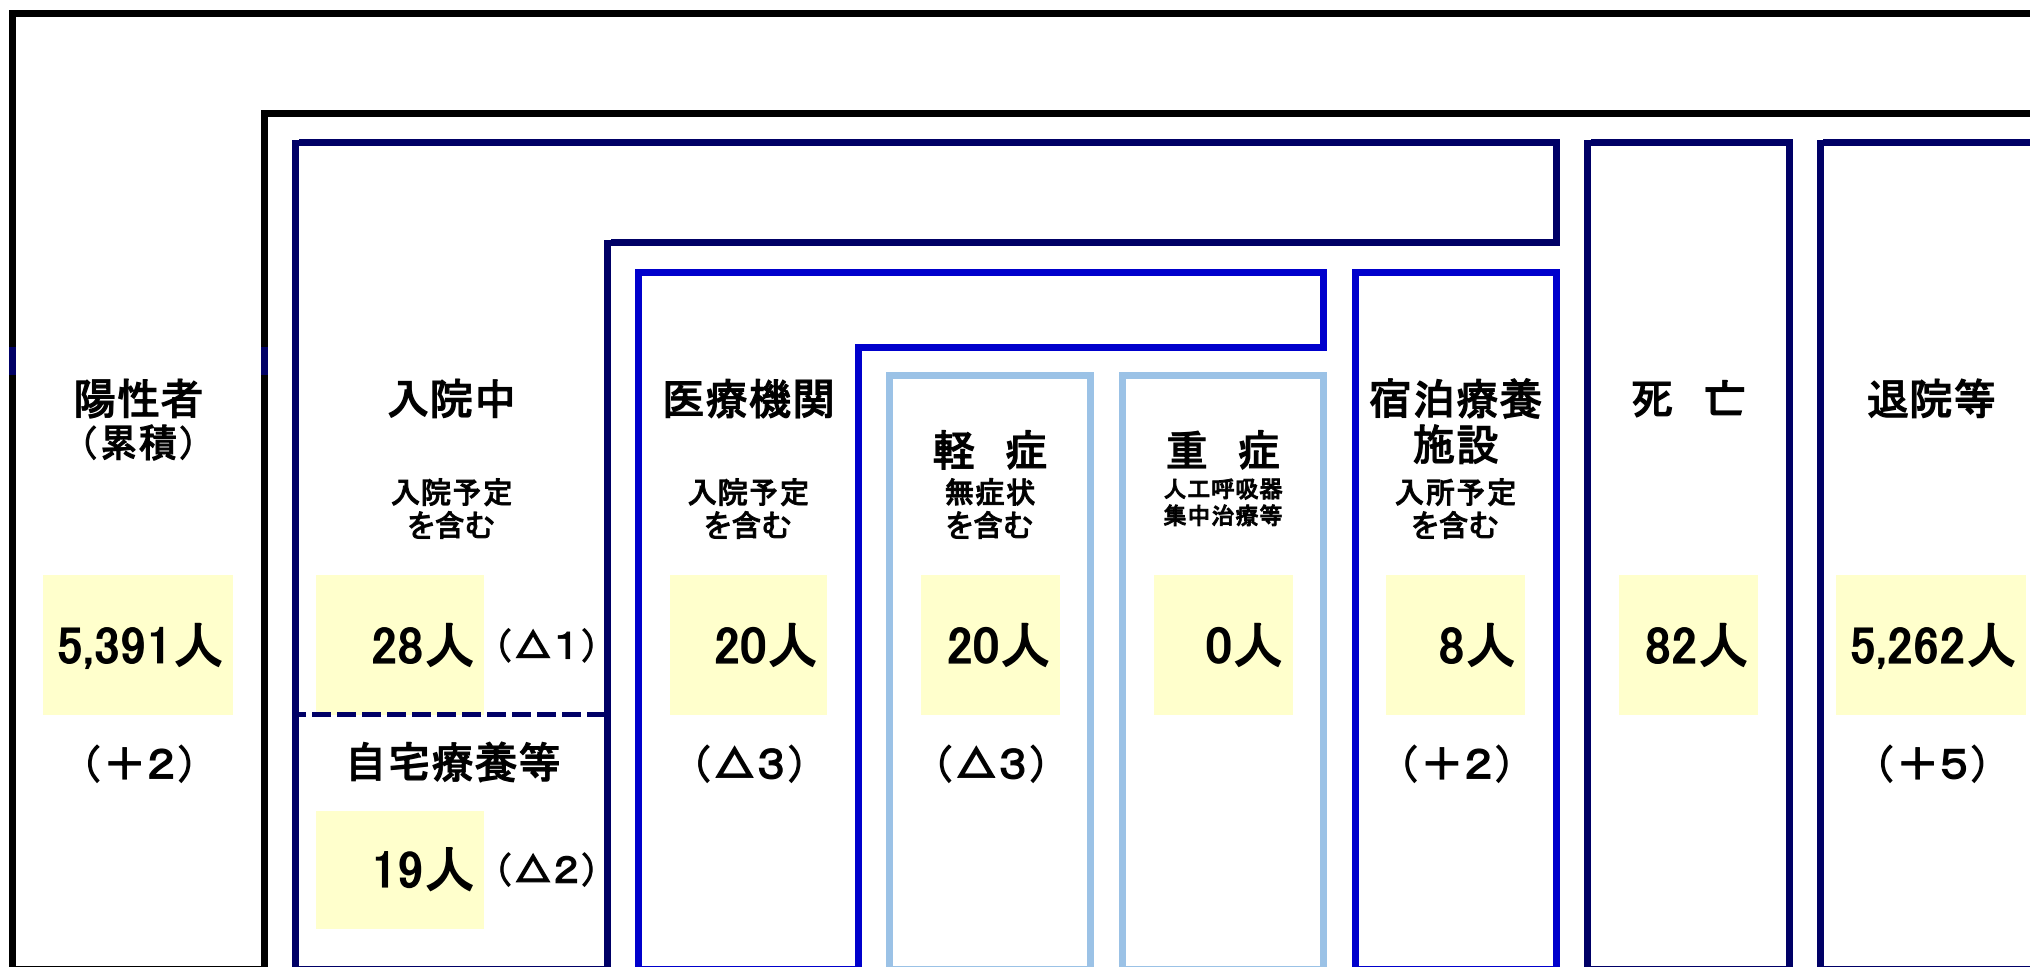 陽性者
（累積）
5,391人
（＋2）
入院中
入院予定
を含む
28人（△1）
自宅療養等
19人（△2）
医療機関
入院予定
を含む
20人
（△3）
軽　症
無症状
を含む
20人
（△3）
重　症
人工呼吸器
集中治療等
0人
宿泊療養
施設
入所予定
を含む
8人
（＋2）
死　亡
82人
退院等
5,262人
（＋5）